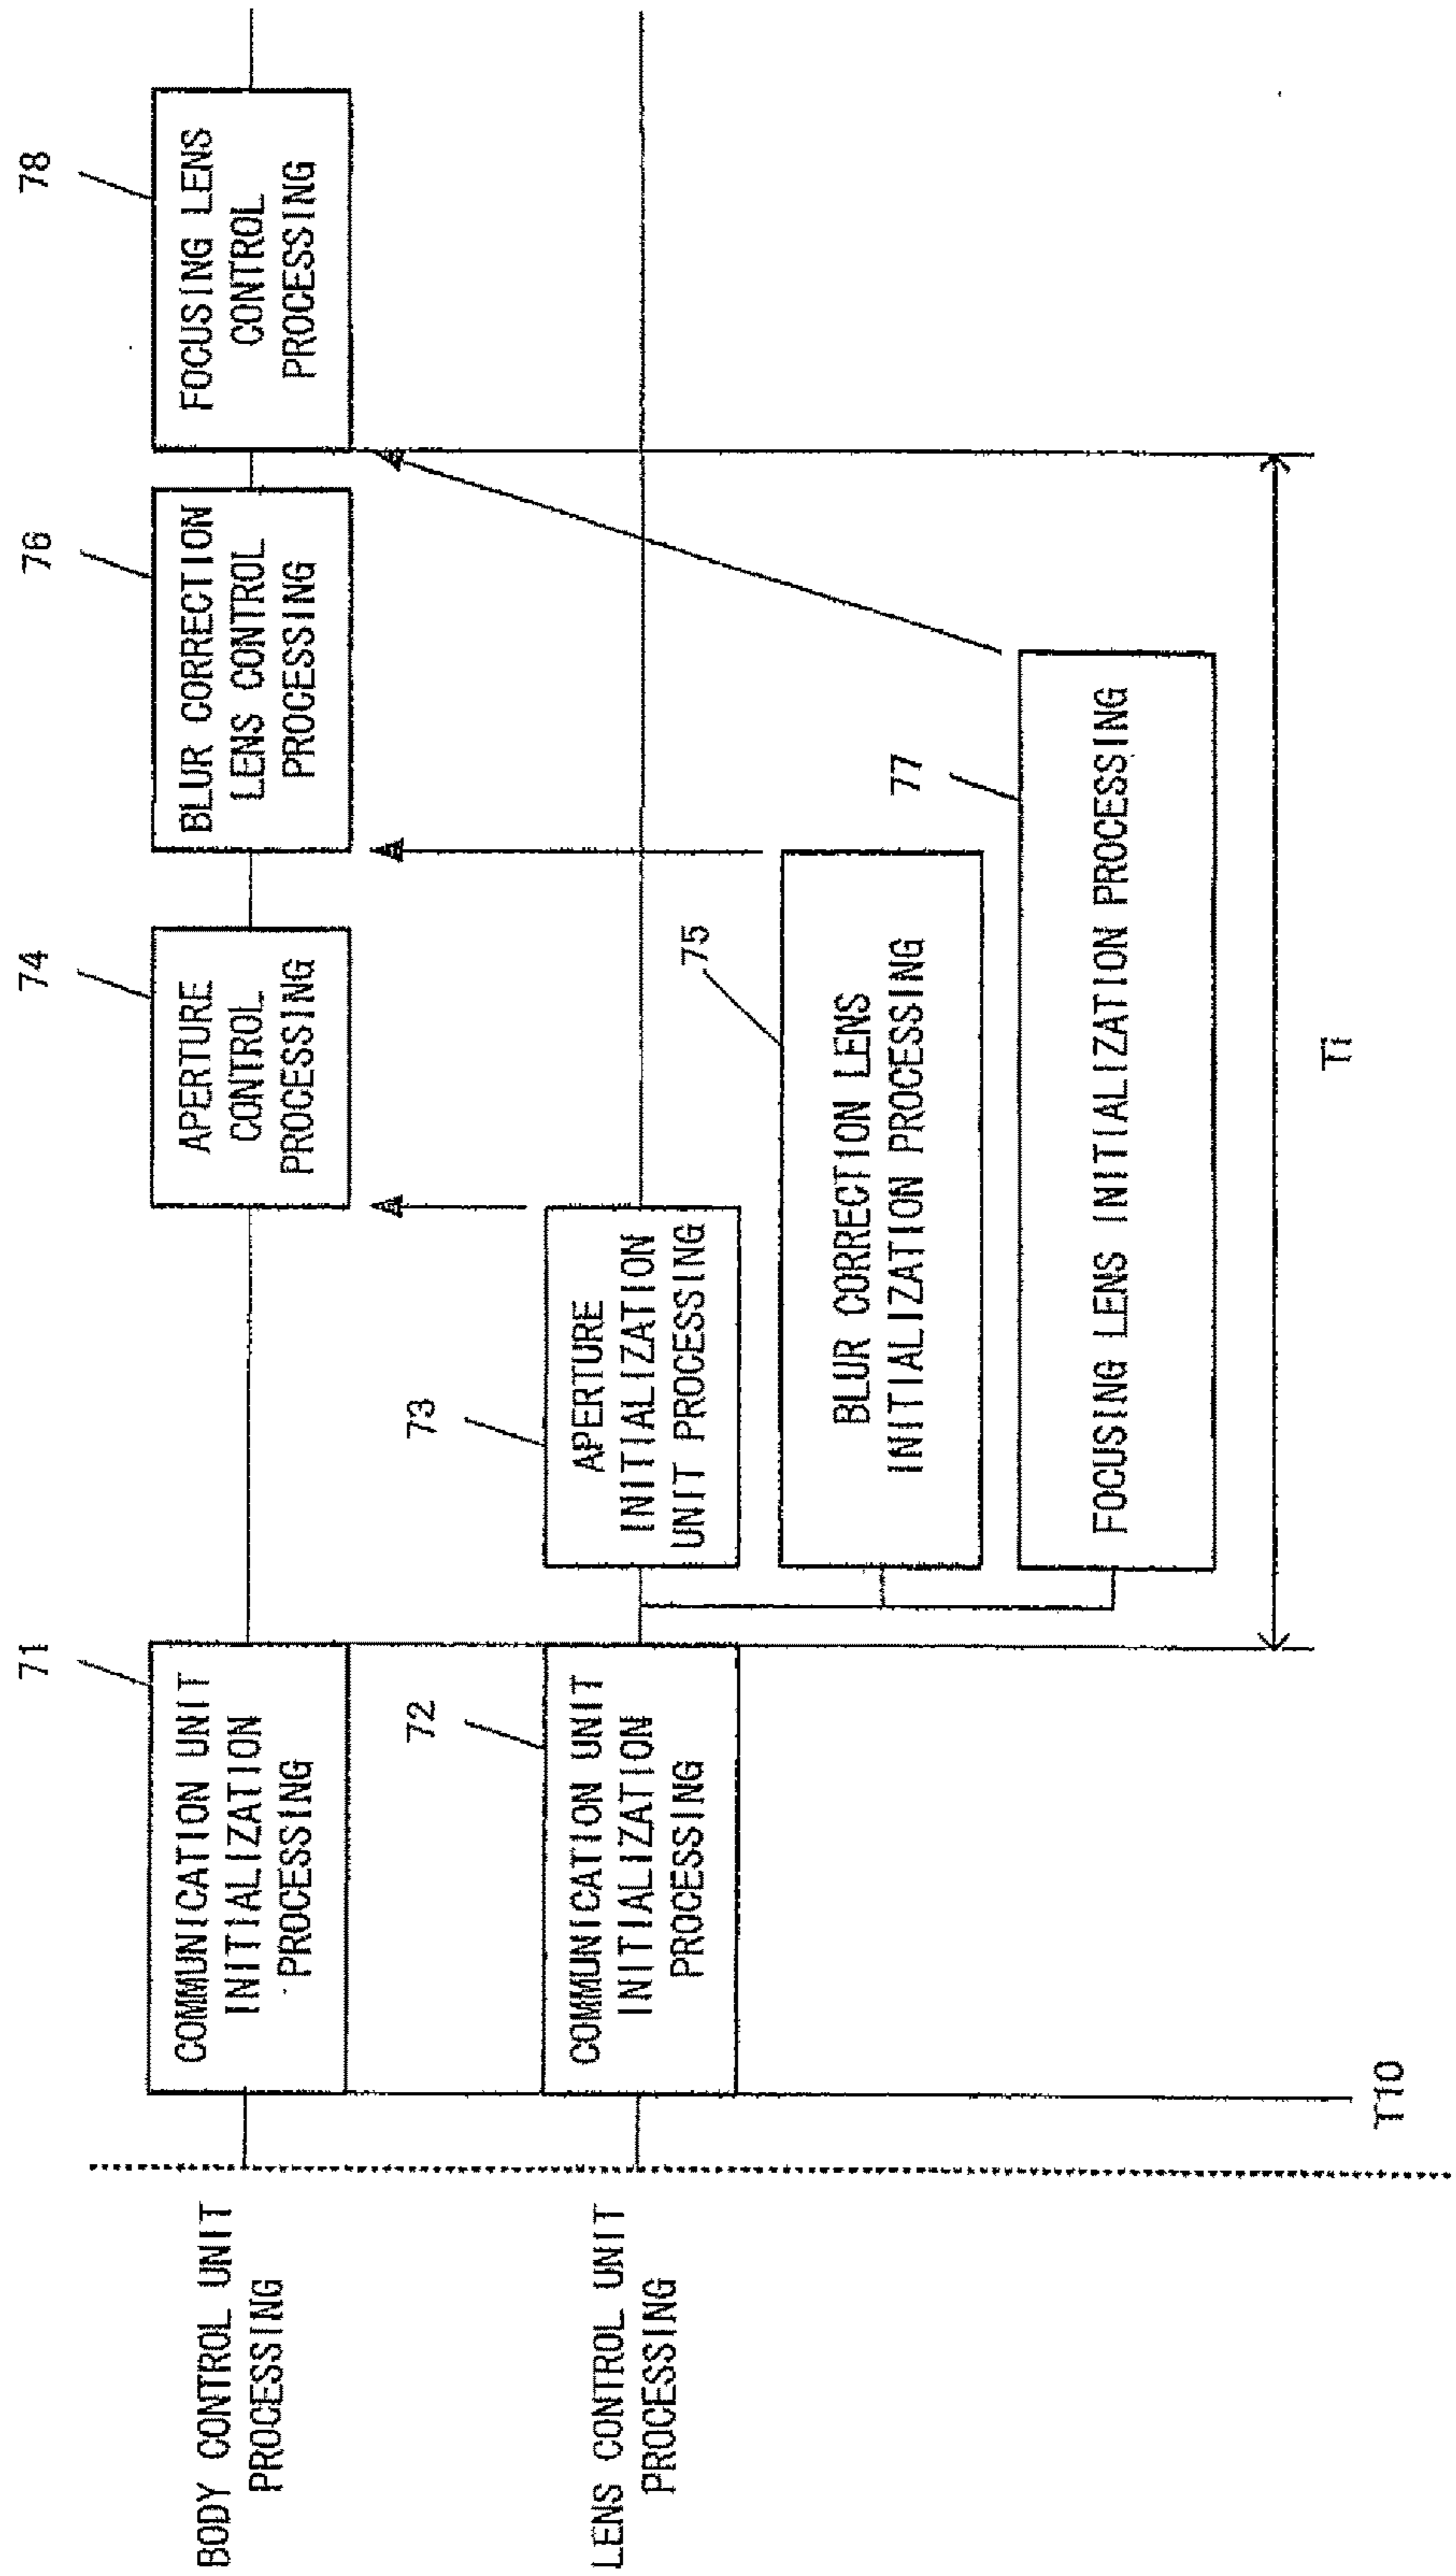 BODY CONTROL UNIT
PROCESSING
71
COMMUNICATION UNIT
INITIALIZATION
PROCESSING
74
APERTURE
CONTROL
PROCESSING
76
BLUR CORRECTION
LENS CONTROL
PROCESSING
78
FOCUSING LENS
CONTROL
PROCESSING
LENS CONTROL UNIT
PROCESSING
72
COMMUNICATION UNIT
INITIALIZATION
PROCESSING
73
APERTURE
INITIALIZATION
UNIT PROCESSING
75
BLUR CORRECTION LENS
INITIALIZATION PROCESSING
77
FOCUSING LENS INITIALIZATION PROCESSING
Ti
T10